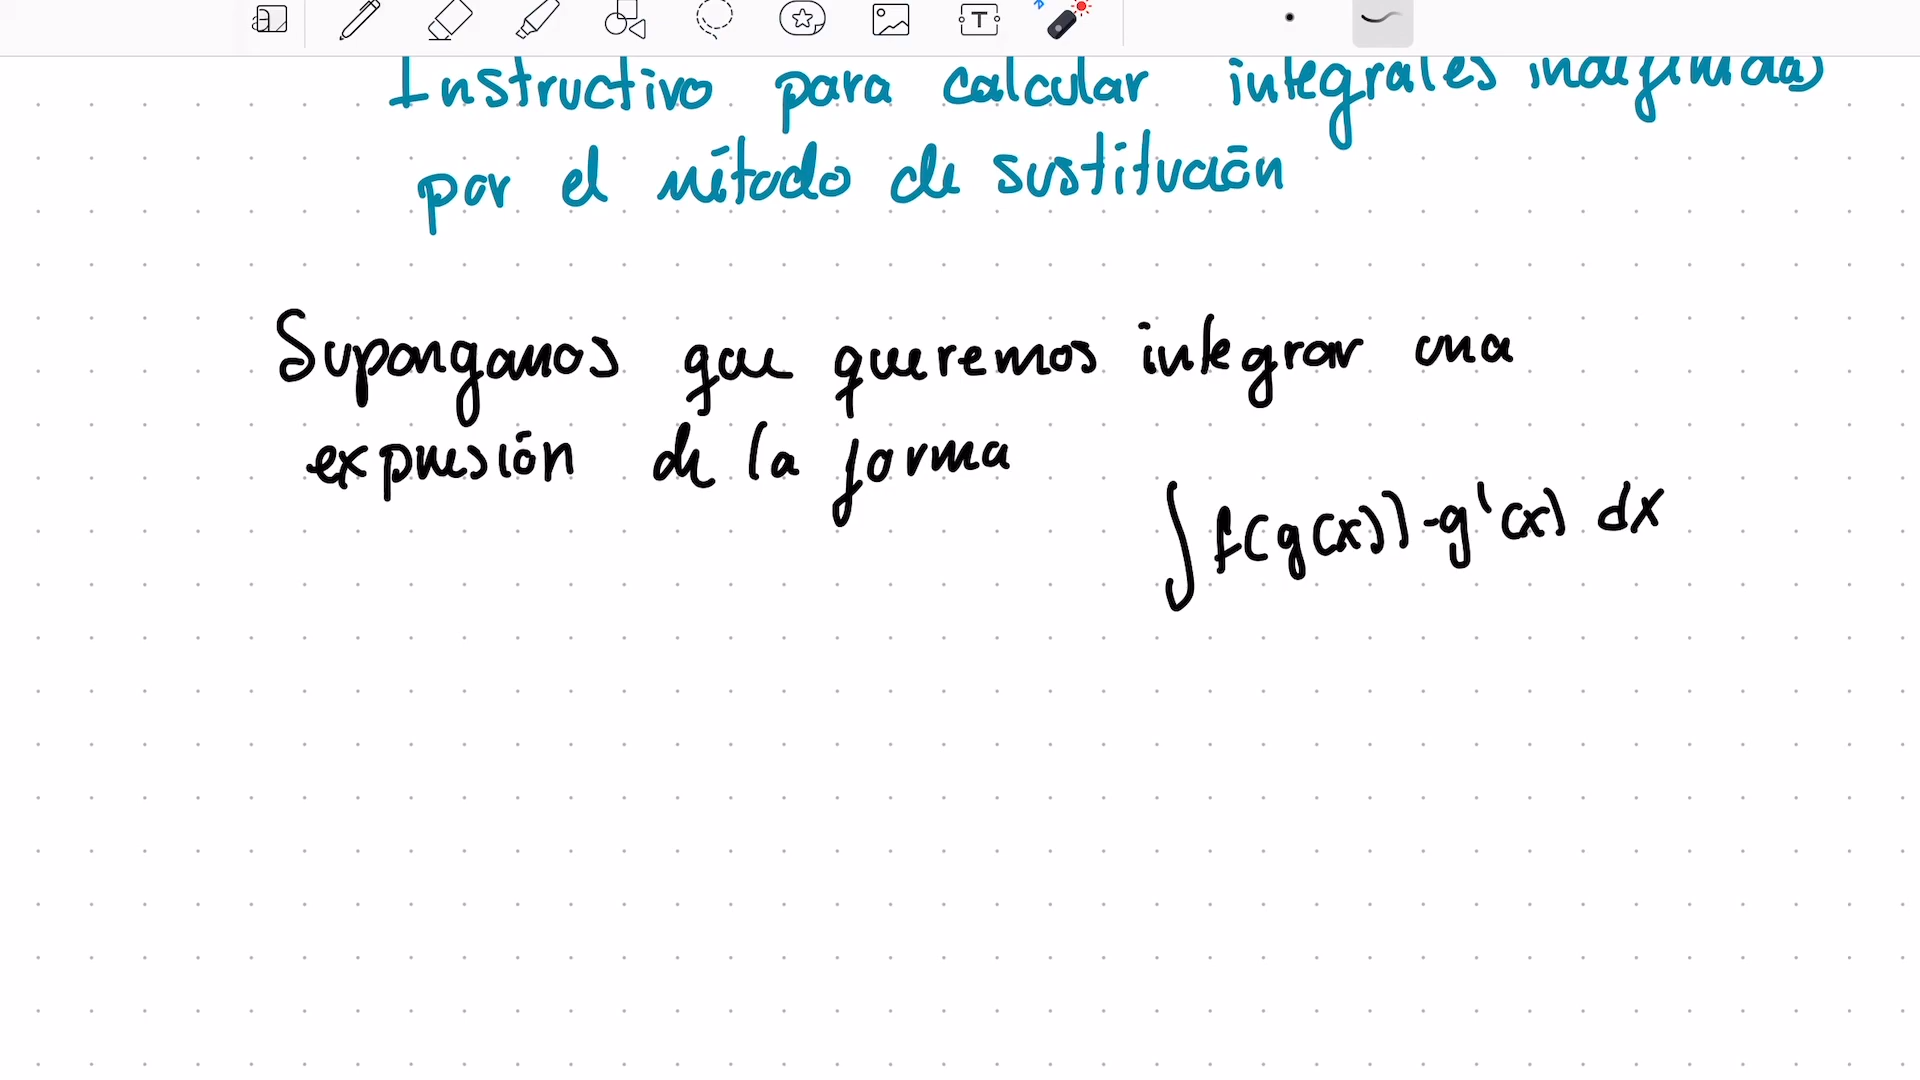 Instructivo para calcular integrales indefinidas
por el método de sustitución
Supongamos que queremos integrar una
expresión de la forma
∫ f(g(x)) · g'(x) dx